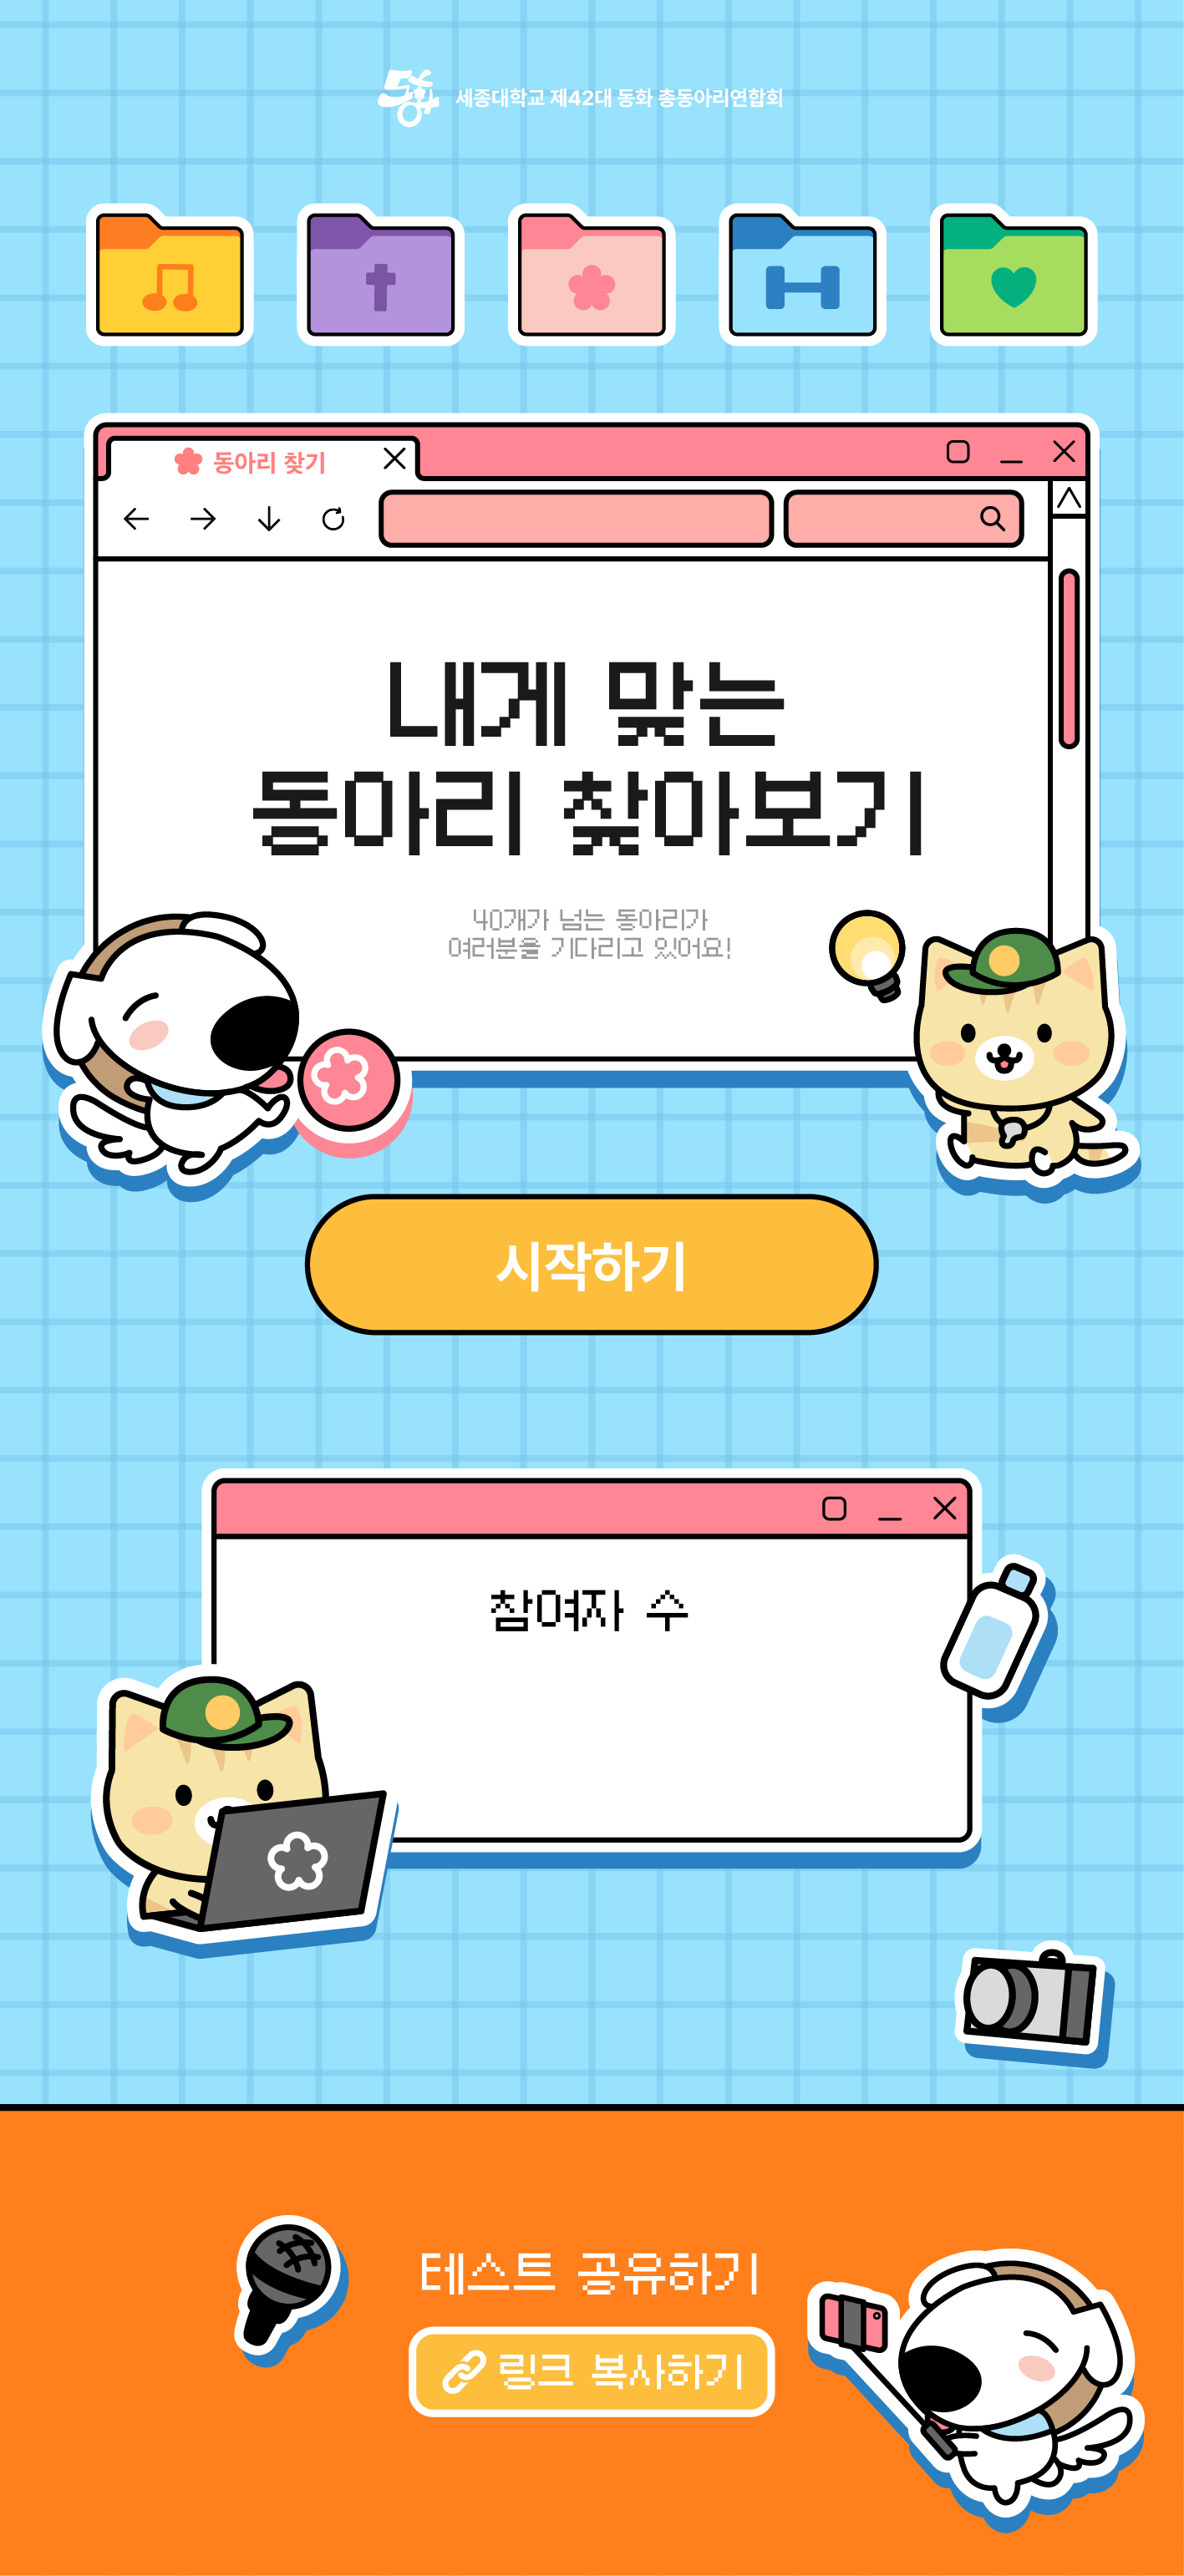 동화
세종대학교 제42대 동화 총동아리연합회
동아리 찾기
내게 맞는
동아리 찾아보기
40개가 넘는 동아리가
여러분을 기다리고 있어요!
시작하기
참여자 수
테스트 공유하기
링크 복사하기